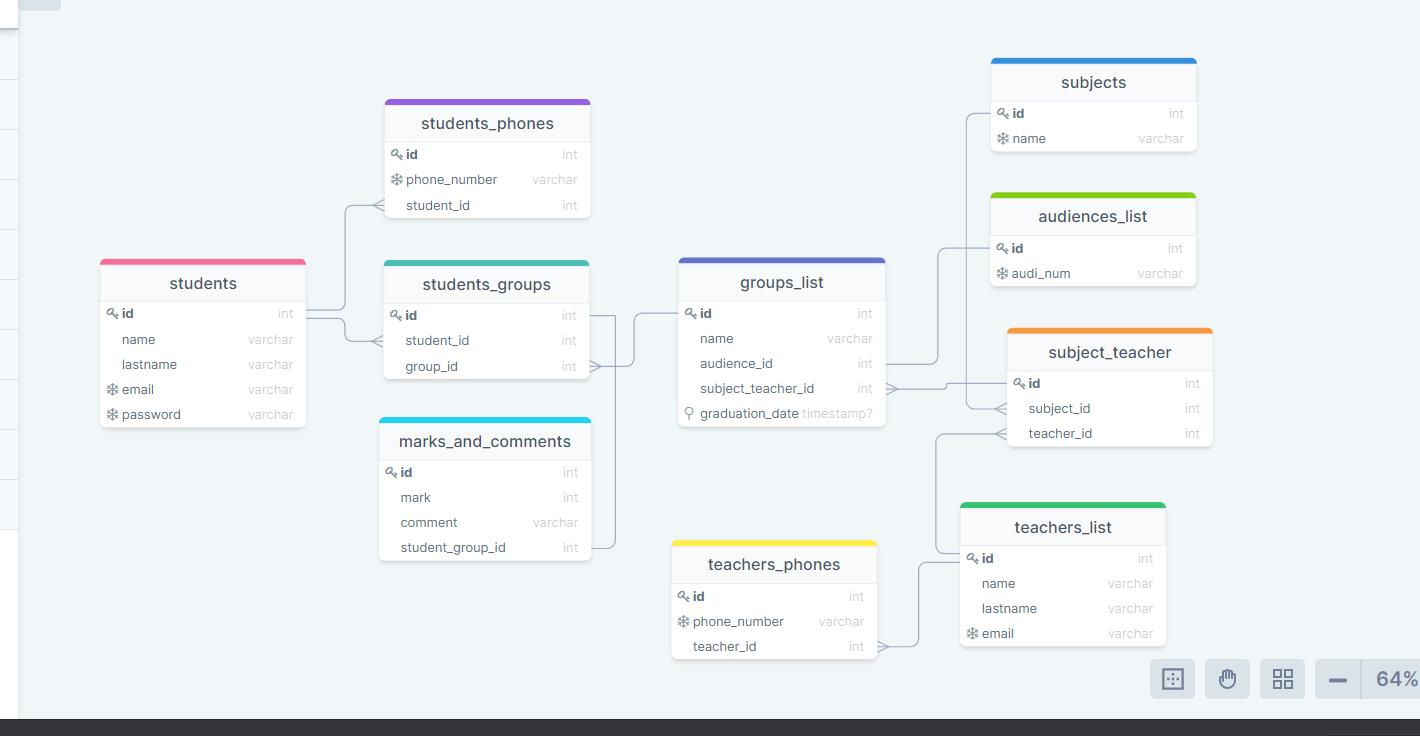 students_phones
id int
phone_number varchar
student_id int
students
id int
name varchar
lastname varchar
email varchar
password varchar
students_groups
id int
student_id int
group_id int
marks_and_comments
id int
mark int
comment varchar
student_group_id int
groups_list
id int
name varchar
audience_id int
subject_teacher_id int
graduation_date timestamp?
teachers_phones
id int
phone_number varchar
teacher_id int
subjects
id int
name varchar
audiences_list
id int
audi_num varchar
subject_teacher
id int
subject_id int
teacher_id int
teachers_list
id int
name varchar
lastname varchar
email varchar
64%